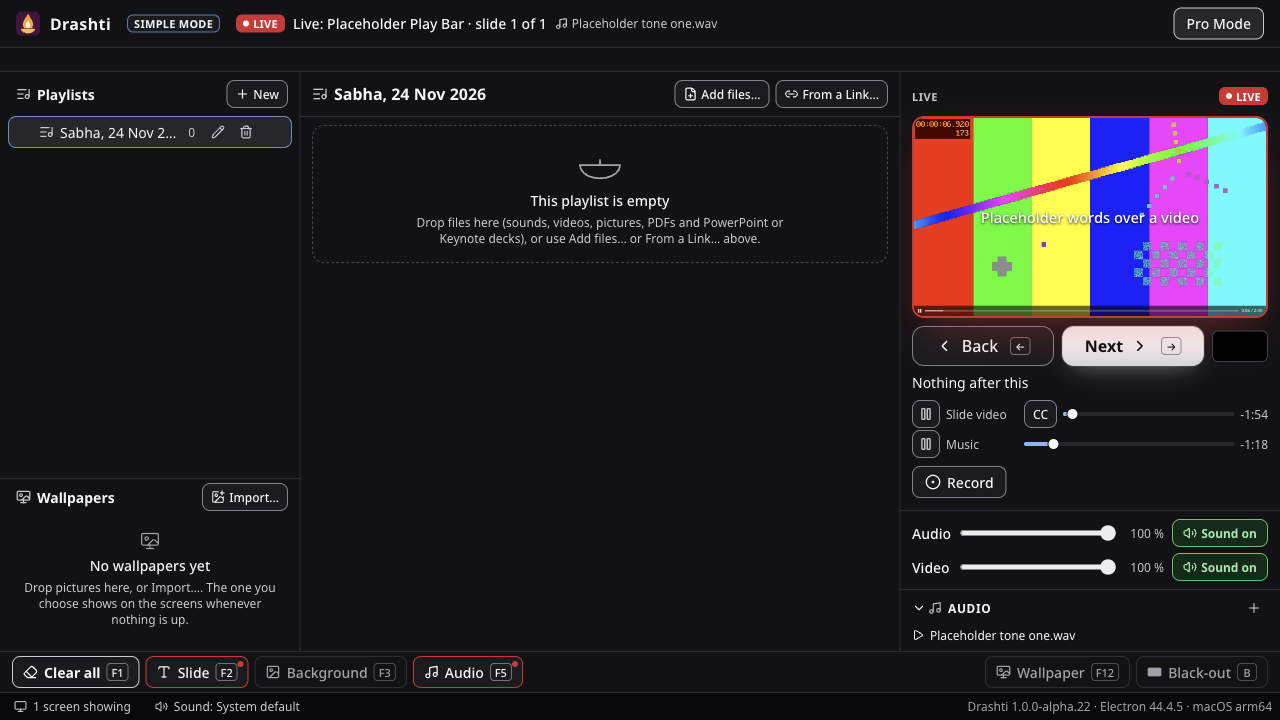 Drashti SIMPLE MODE LIVE Live: Placeholder Play Bar · slide 1 of 1 Placeholder tone one.wav Pro Mode
Playlists New
Sabha, 24 Nov 2... 0
Sabha, 24 Nov 2026 Add files... From a Link...
This playlist is empty
Drop files here (sounds, videos, pictures, PDFs and PowerPoint or
Keynote decks), or use Add files... or From a Link... above.
Wallpapers Import...
No wallpapers yet
Drop pictures here, or Import.... The one you
choose shows on the screens whenever
nothing is up.
LIVE LIVE
00:00:06.920
173
Placeholder words over a video
Back ← Next →
Nothing after this
Slide video CC -1:54
Music -1:18
Record
Audio 100 % Sound on
Video 100 % Sound on
AUDIO
Placeholder tone one.wav
Clear all F1 Slide F2 Background F3 Audio F5 Wallpaper F12 Black-out B
1 screen showing Sound: System default Drashti 1.0.0-alpha.22 · Electron 44.4.5 · macOS arm64